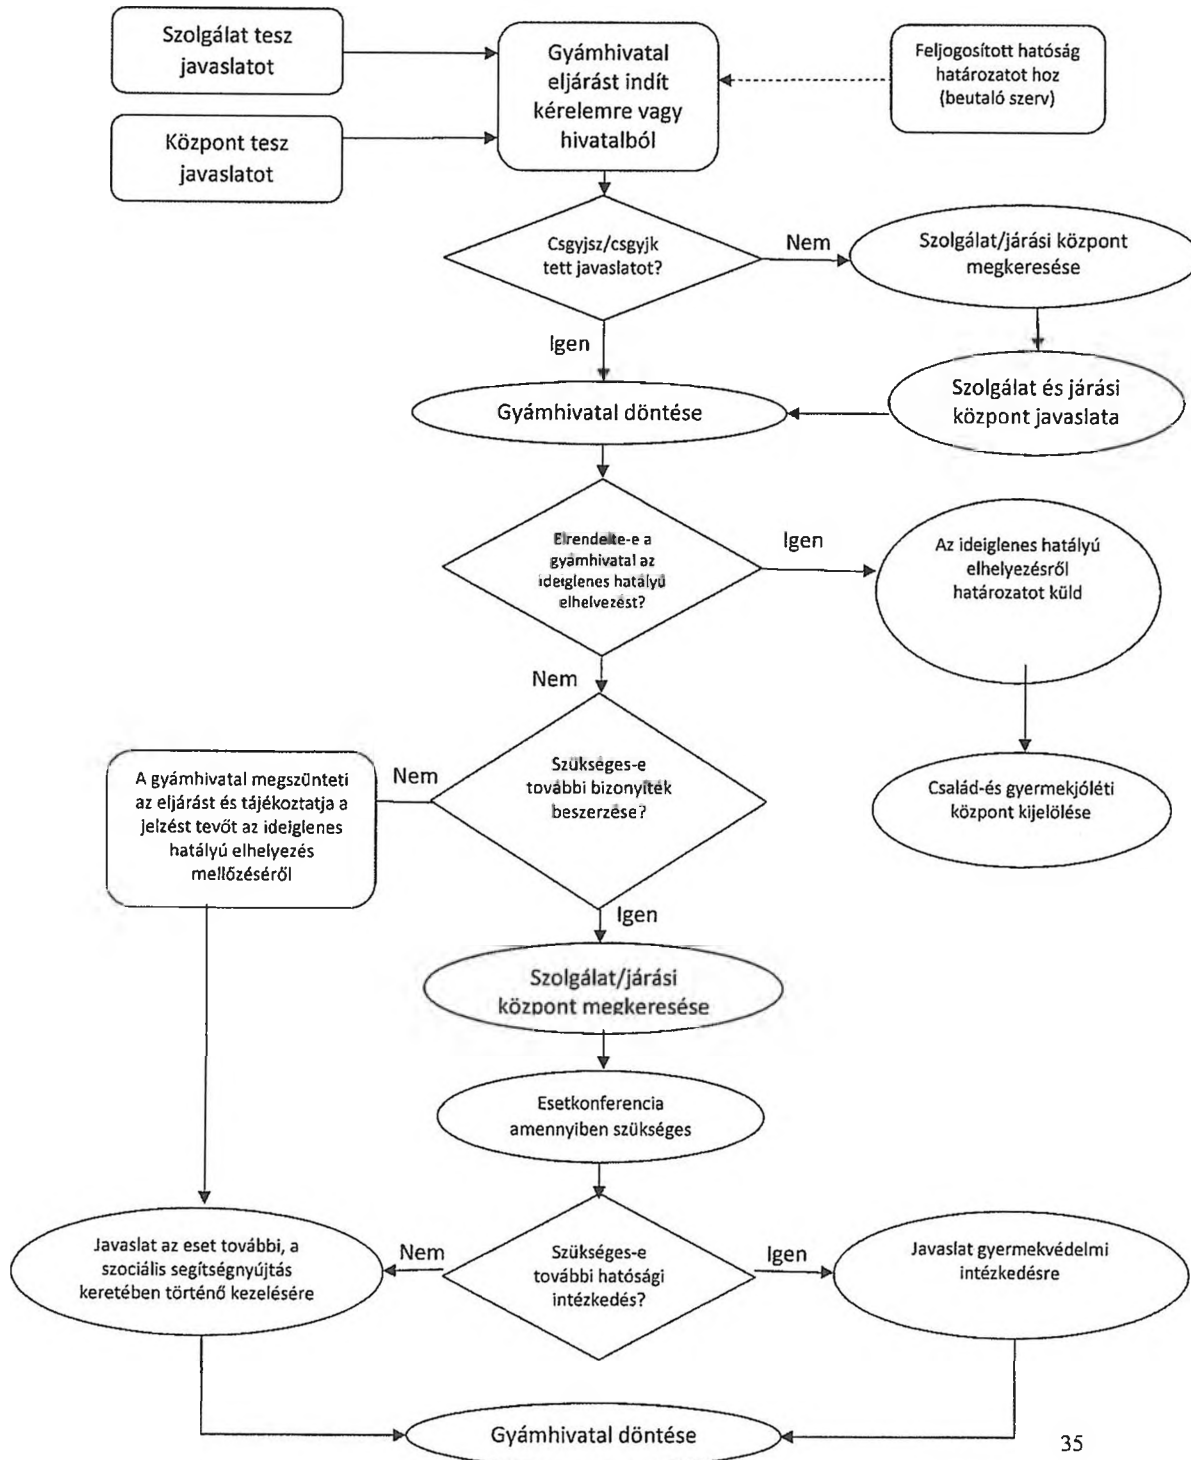 Szolgálat tesz
javaslatot
Gyámhivatal
eljárást indít
kérelemre vagy
hivatalból
Feljogosított hatóság
határozatot hoz
(beutaló szerv)
Központ tesz
javaslatot
Csgyjsz/csgyjk
tett javaslatot?
Nem
Szolgálat/járási központ
megkeresése
Igen
Gyámhivatal döntése
Szolgálat és járási
központ javaslata
Elrendelte-e a
gyámhivatal az
ideiglenes hatályú
elhelyezést?
Igen
Az ideiglenes hatályú
elhelyezésről
határozatot küld
Nem
A gyámhivatal megszünteti
az eljárást és tájékoztatja a
jelzést tevőt az ideiglenes
hatályú elhelyezés
mellőzéséről
Nem
Szükséges-e
további bizonyíték
beszerzése?
Család-és gyermekjóléti
központ kijelölése
Igen
Szolgálat/járási
központ megkeresése
Esetkonferencia
amennyiben szükséges
Javaslat az eset további, a
szociális segítségnyújtás
keretében történő kezelésére
Nem
Szükséges-e
további hatósági
intézkedés?
Igen
Javaslat gyermekvédelmi
intézkedésre
Gyámhivatal döntése
35